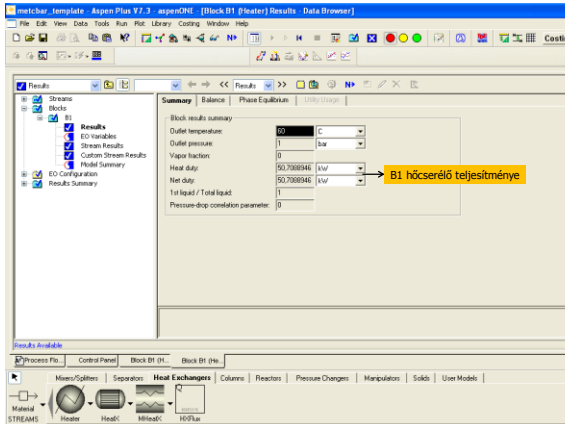 metcbar_template - Aspen Plus V7.3 - aspenONE - [Block B1 (Heater) Results - Data Browser]
File Edit View Data Tools Run Plot Library Costing Window Help
Costin
Results
Results
Streams
Blocks
B1
Results
EO Variables
Stream Results
Custom Stream Results
Model Summary
EO Configuration
Results Summary
Summary Balance Phase Equilibrium Utility Usage
Block results summary
Outlet temperature: 60 C
Outlet pressure: 1 bar
Vapor fraction: 0
Heat duty: 50,7088946 kW
Net duty: 50,7088946 kW
1st liquid / Total liquid: 1
Pressure-drop correlation parameter: 0
B1 hőcserélő teljesítménye
Results Available
Process Flo... Control Panel Block B1 (H... Block B1 (He...
Mixers/Splitters Separators Heat Exchangers Columns Reactors Pressure Changers Manipulators Solids User Models
Material
STREAMS Heater HeatX MHeatX HXFlux